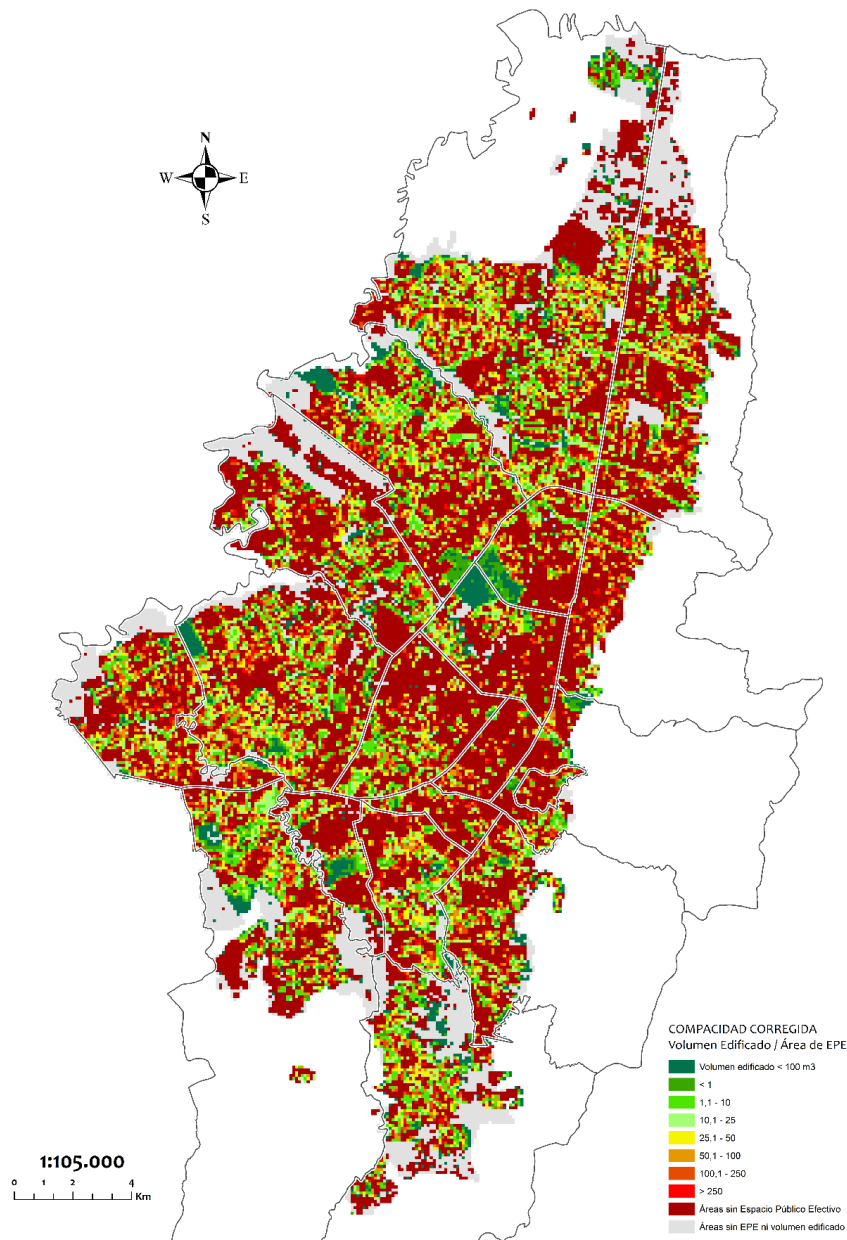 N
W E
S
COMPACIDAD CORREGIDA
Volumen Edificado / Área de EPE
Volumen edificado < 100 m3
< 1
1,1 - 10
10,1 - 25
25,1 - 50
50,1 - 100
100,1 - 250
> 250
Áreas sin Espacio Público Efectivo
Áreas sin EPE ni volumen edificado
1:105.000
0 1 2 4
Km